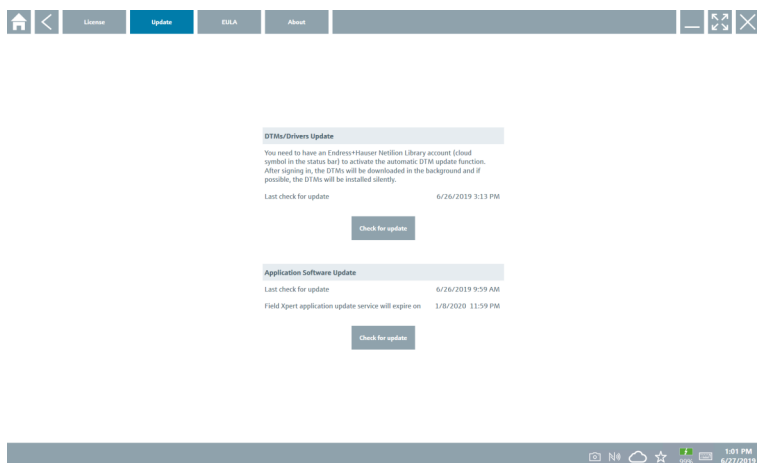 License Update EULA About
DTMs/Drivers Update
You need to have an Endress+Hauser Netilion Library account (cloud
symbol in the status bar) to activate the automatic DTM update function.
After signing in, the DTMs will be downloaded in the background and if
possible, the DTMs will be installed silently.
Last check for update 6/26/2019 3:13 PM
Check for update
Application Software Update
Last check for update 6/26/2019 9:59 AM
Field Xpert application update service will expire on 1/8/2020 11:59 PM
Check for update
1:01 PM
99% 6/27/2019